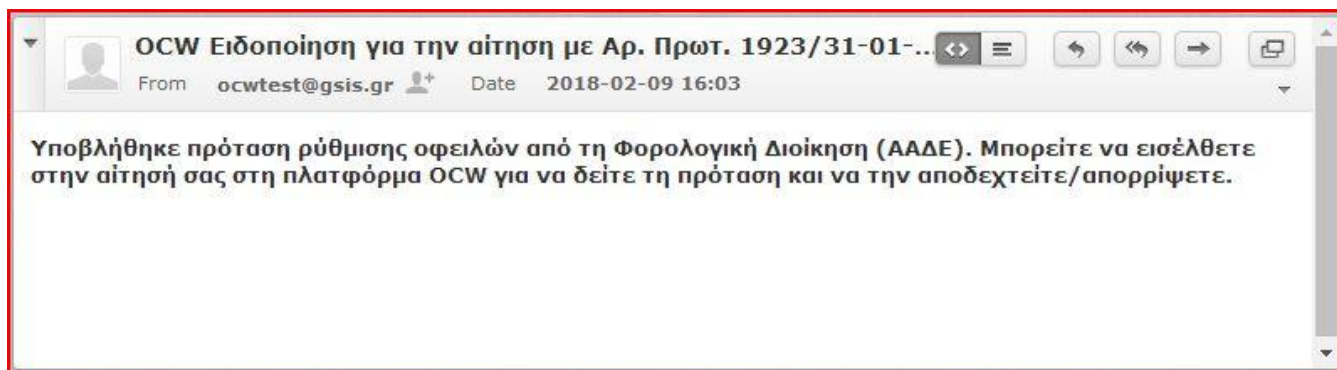 OCW Ειδοποίηση για την αίτηση με Αρ. Πρωτ. 1923/31-01-...
From ocwtest@gsis.gr Date 2018-02-09 16:03
Υποβλήθηκε πρόταση ρύθμισης οφειλών από τη Φορολογική Διοίκηση (ΑΑΔΕ). Μπορείτε να εισέλθετε
στην αίτησή σας στη πλατφόρμα OCW για να δείτε τη πρόταση και να την αποδεχτείτε/απορρίψετε.